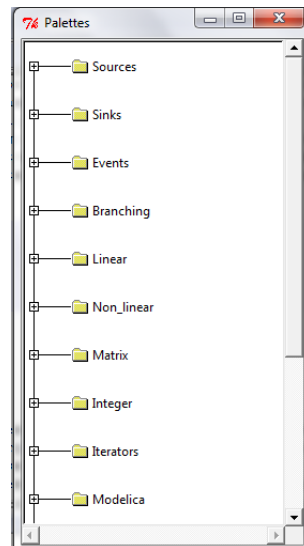 Palettes
Sources
Sinks
Events
Branching
Linear
Non_linear
Matrix
Integer
Iterators
Modelica